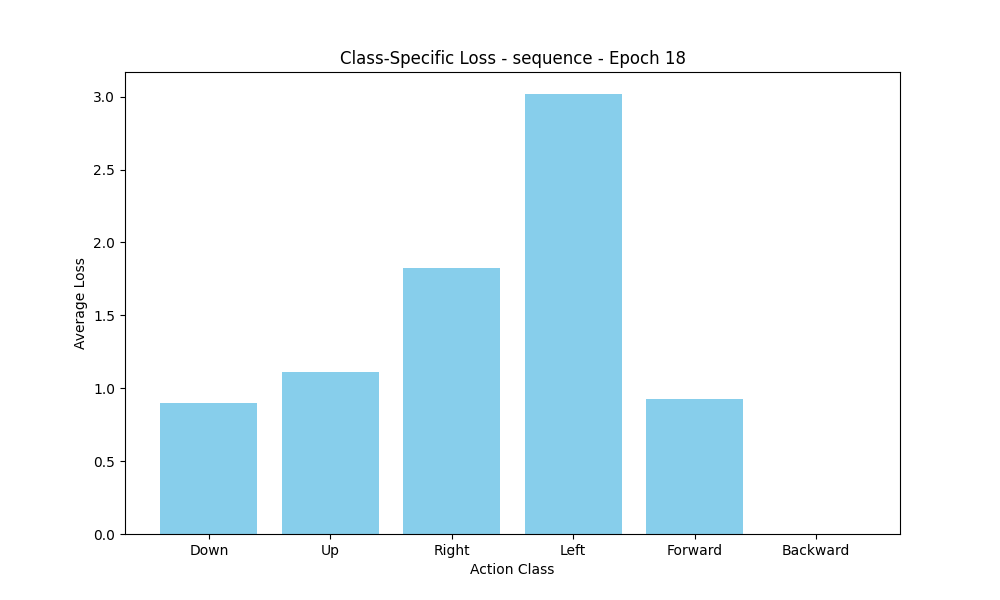 Class-Specific Loss - sequence - Epoch 18
Average Loss
3.0
2.5
2.0
1.5
1.0
0.5
0.0
Down Up Right Left Forward Backward
Action Class